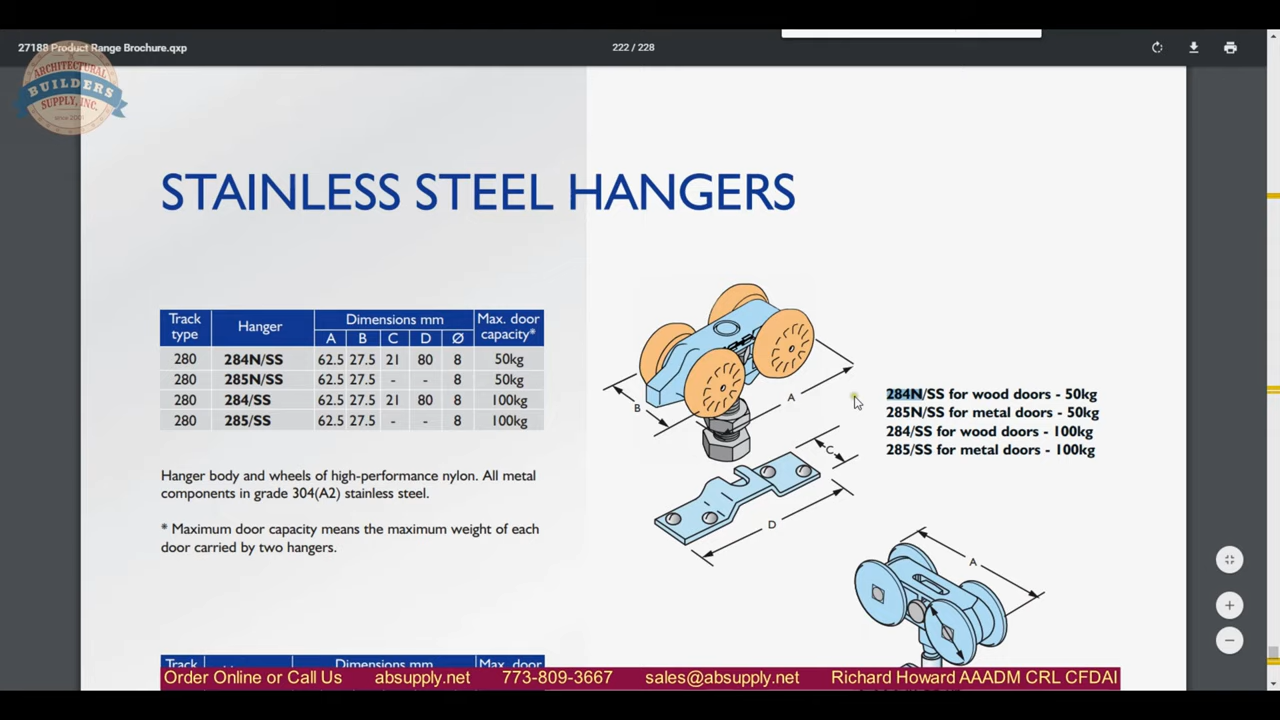 27188 Product Range Brochure.qxp
222 / 228
ARCHITECTURAL
BUILDERS
SUPPLY, INC.
since 2007
STAINLESS STEEL HANGERS
Track type Hanger Dimensions mm Max. door capacity*
A B C D Ø
280 284N/SS 62.5 27.5 21 80 8 50kg
280 285N/SS 62.5 27.5 - - 8 50kg
280 284/SS 62.5 27.5 21 80 8 100kg
280 285/SS 62.5 27.5 - - 8 100kg
Hanger body and wheels of high-performance nylon. All metal
components in grade 304(A2) stainless steel.
* Maximum door capacity means the maximum weight of each
door carried by two hangers.
A
B
C
D
284N/SS for wood doors - 50kg
285N/SS for metal doors - 50kg
284/SS for wood doors - 100kg
285/SS for metal doors - 100kg
A
Track Dimensions mm Max. door
Order Online or Call Us absupply.net 773-809-3667 sales@absupply.net Richard Howard AAADM CRL CFDAI